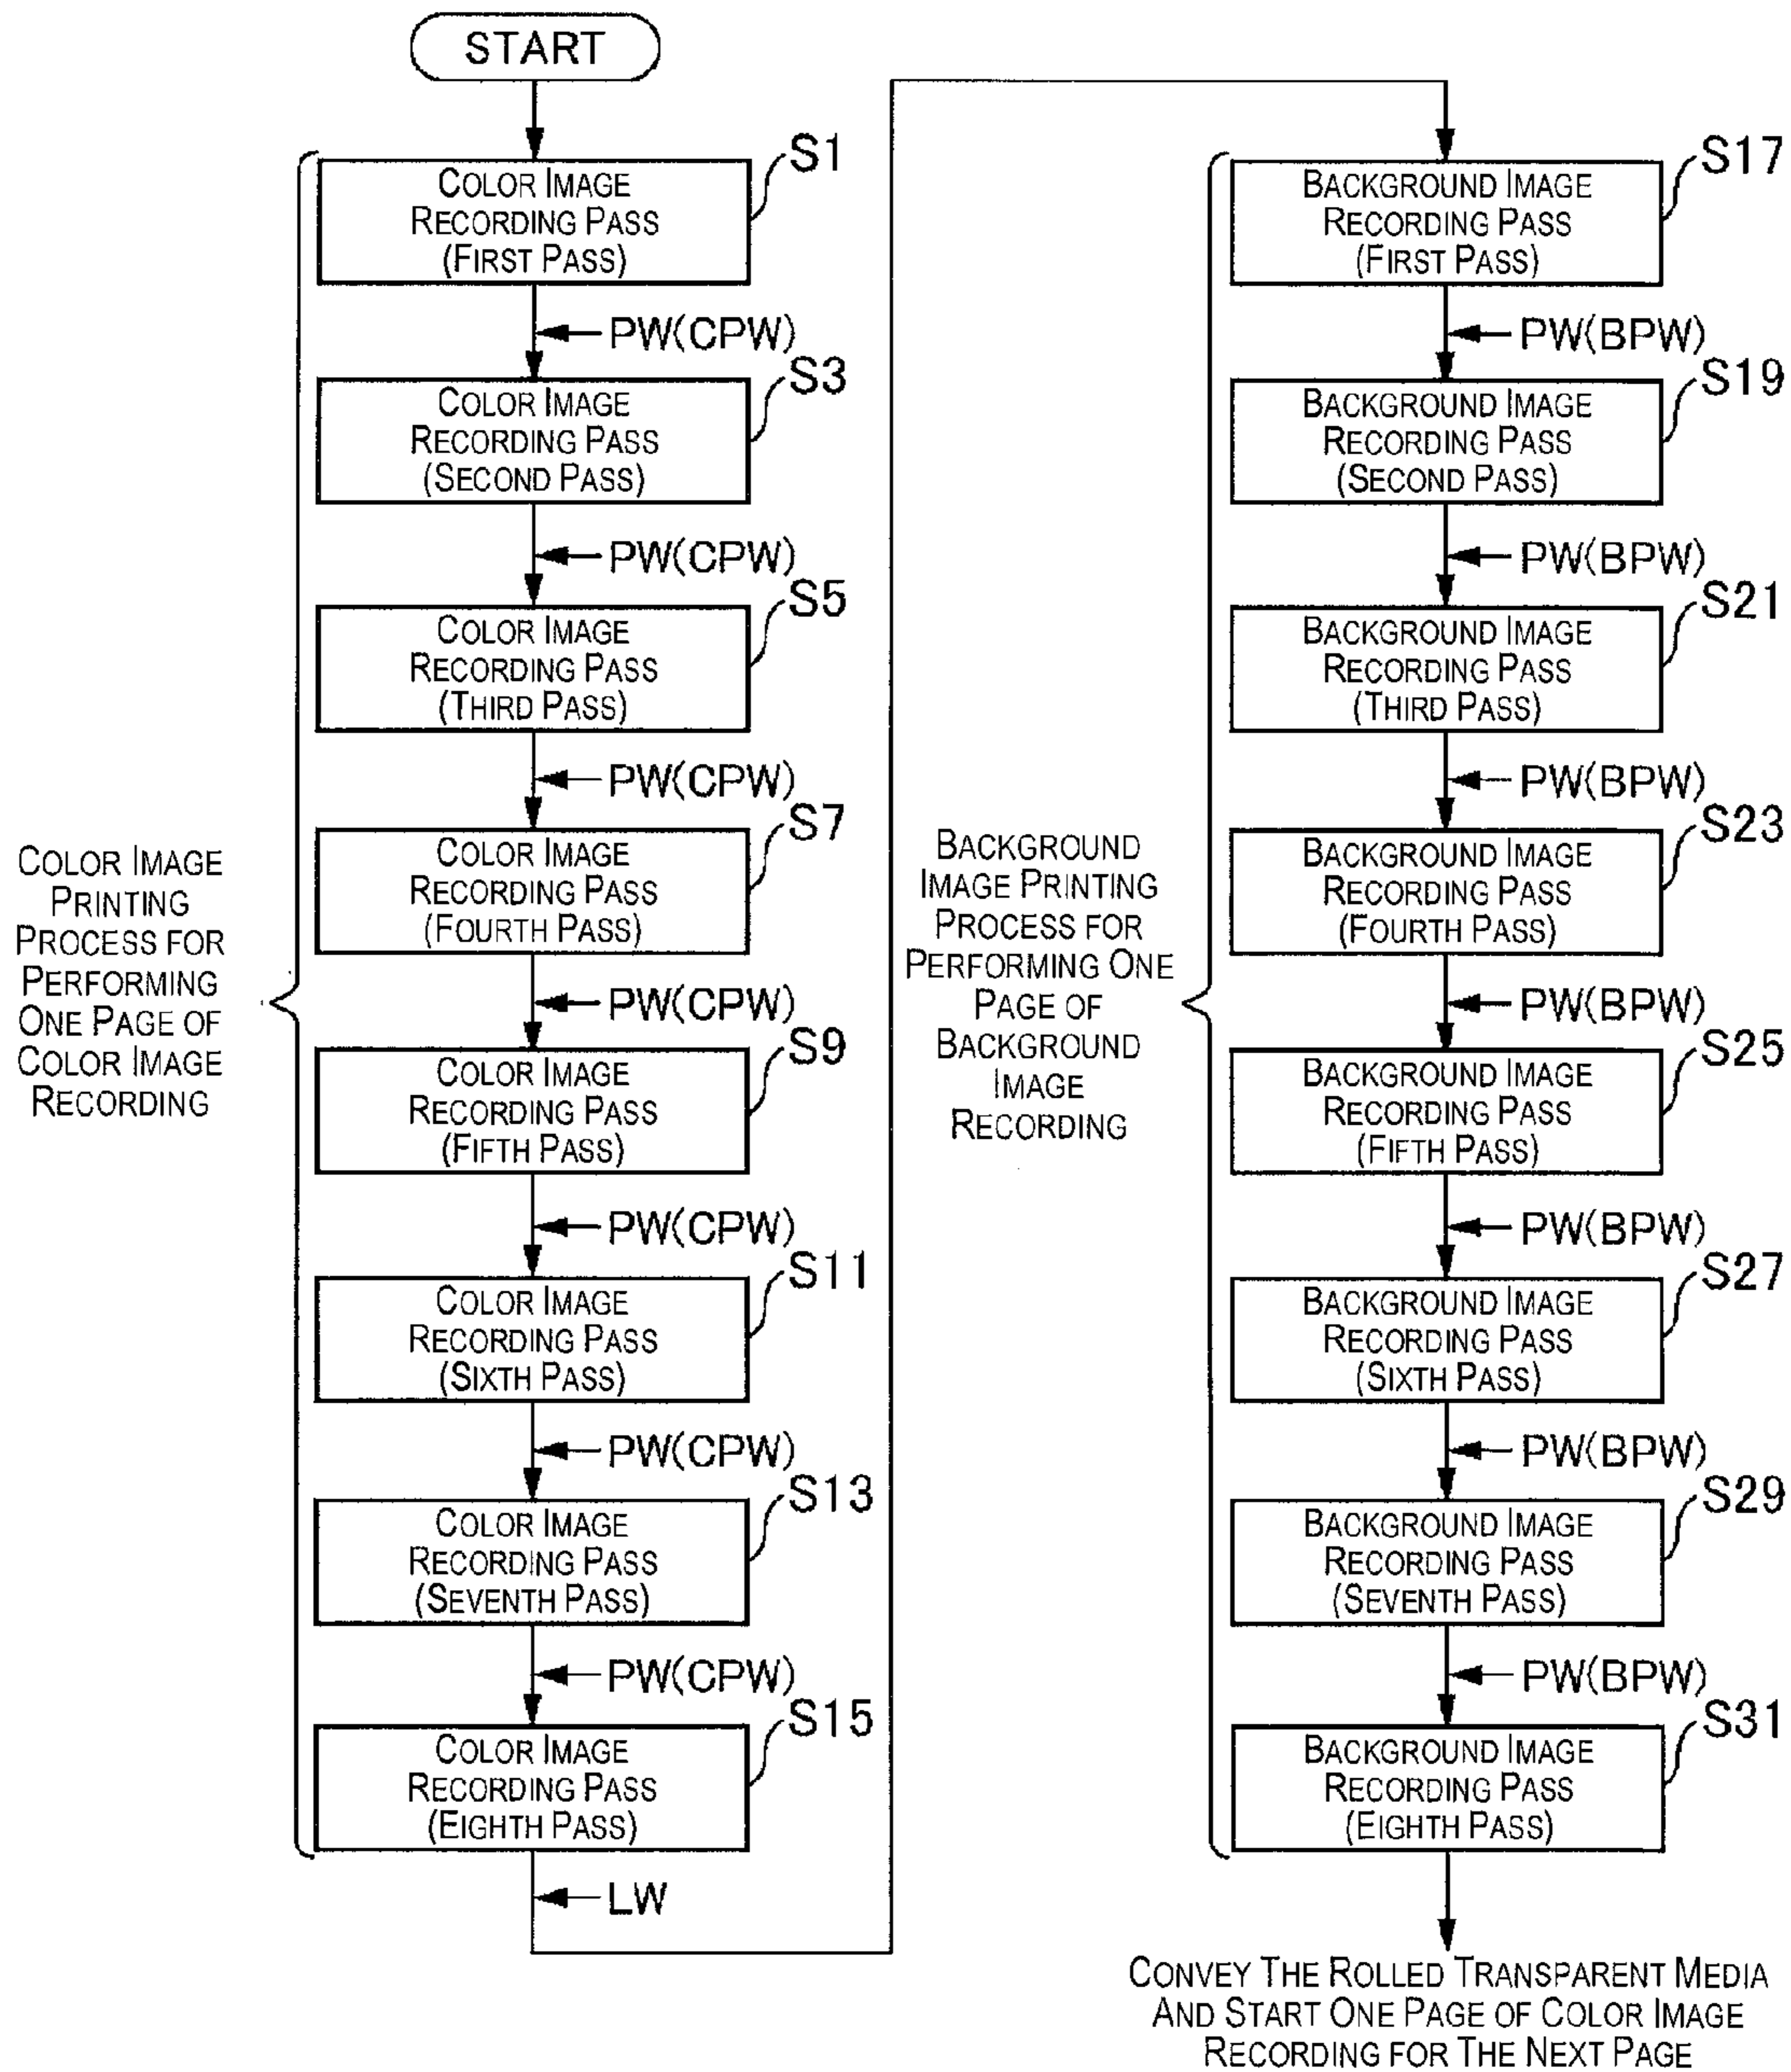 START
S1
COLOR IMAGE
RECORDING PASS
(FIRST PASS)
PW(CPW)
S3
COLOR IMAGE
RECORDING PASS
(SECOND PASS)
PW(CPW)
S5
COLOR IMAGE
RECORDING PASS
(THIRD PASS)
PW(CPW)
S7
COLOR IMAGE
RECORDING PASS
(FOURTH PASS)
COLOR IMAGE
PRINTING
PROCESS FOR
PERFORMING
ONE PAGE OF
COLOR IMAGE
RECORDING
PW(CPW)
S9
COLOR IMAGE
RECORDING PASS
(FIFTH PASS)
PW(CPW)
S11
COLOR IMAGE
RECORDING PASS
(SIXTH PASS)
PW(CPW)
S13
COLOR IMAGE
RECORDING PASS
(SEVENTH PASS)
PW(CPW)
S15
COLOR IMAGE
RECORDING PASS
(EIGHTH PASS)
LW
S17
BACKGROUND IMAGE
RECORDING PASS
(FIRST PASS)
PW(BPW)
S19
BACKGROUND IMAGE
RECORDING PASS
(SECOND PASS)
PW(BPW)
S21
BACKGROUND IMAGE
RECORDING PASS
(THIRD PASS)
PW(BPW)
S23
BACKGROUND IMAGE
RECORDING PASS
(FOURTH PASS)
BACKGROUND
IMAGE PRINTING
PROCESS FOR
PERFORMING ONE
PAGE OF
BACKGROUND
IMAGE
RECORDING
PW(BPW)
S25
BACKGROUND IMAGE
RECORDING PASS
(FIFTH PASS)
PW(BPW)
S27
BACKGROUND IMAGE
RECORDING PASS
(SIXTH PASS)
PW(BPW)
S29
BACKGROUND IMAGE
RECORDING PASS
(SEVENTH PASS)
PW(BPW)
S31
BACKGROUND IMAGE
RECORDING PASS
(EIGHTH PASS)
CONVEY THE ROLLED TRANSPARENT MEDIA
AND START ONE PAGE OF COLOR IMAGE
RECORDING FOR THE NEXT PAGE